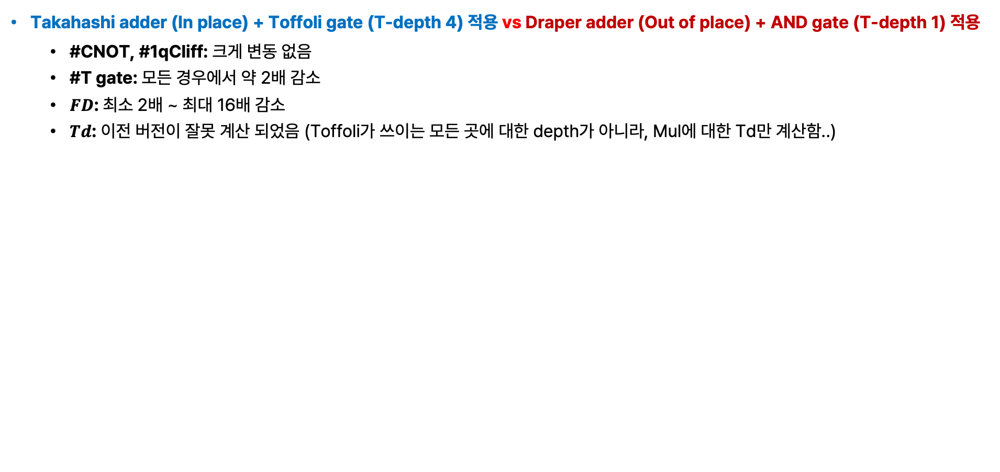 • Takahashi adder (In place) + Toffoli gate (T-depth 4) 적용 vs Draper adder (Out of place) + AND gate (T-depth 1) 적용
• #CNOT, #1qCliff: 크게 변동 없음
• #T gate: 모든 경우에서 약 2배 감소
• FD: 최소 2배 ~ 최대 16배 감소
• Td: 이전 버전이 잘못 계산 되었음 (Toffoli가 쓰이는 모든 곳에 대한 depth가 아니라, Mul에 대한 Td만 계산함..)